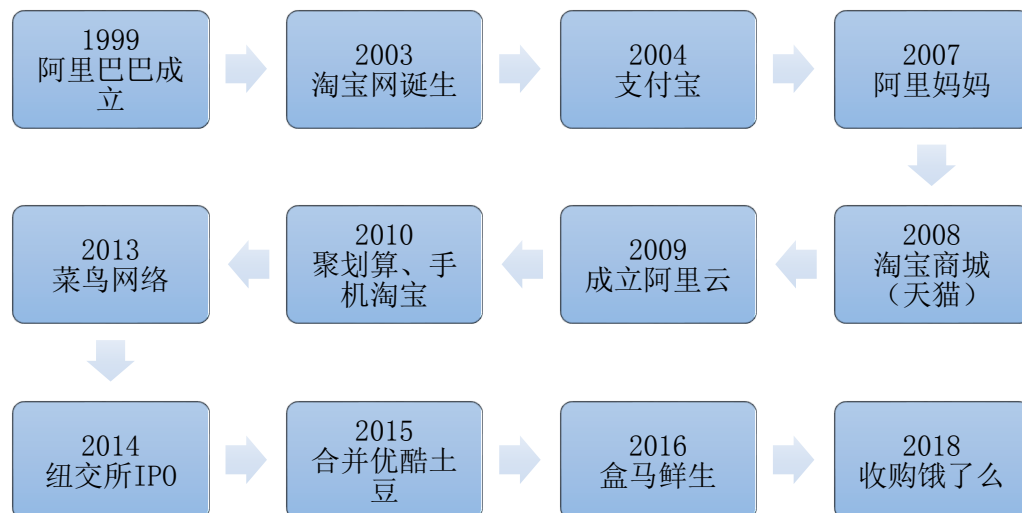 1999
阿里巴巴成
立
2003
淘宝网诞生
2004
支付宝
2007
阿里妈妈
2008
淘宝商城
（天猫）
2009
成立阿里云
2010
聚划算、手
机淘宝
2013
菜鸟网络
2014
纽交所IPO
2015
合并优酷土
豆
2016
盒马鲜生
2018
收购饿了么